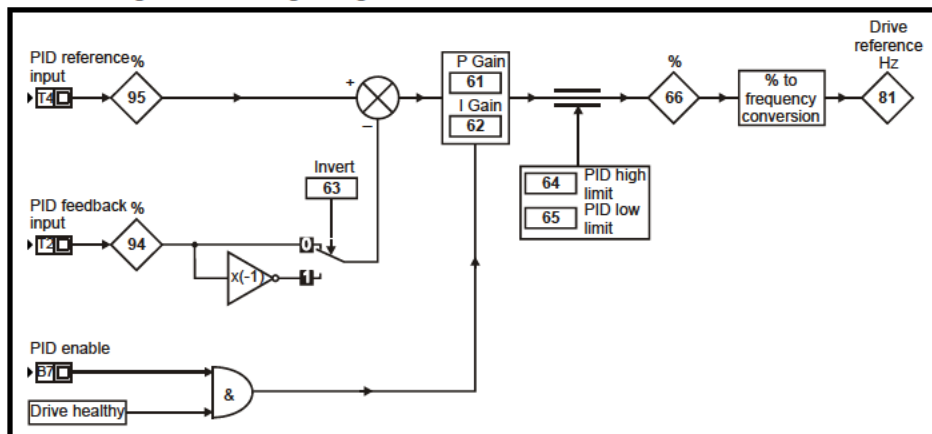 PID reference
input
%
T4
95
+
–
P Gain
61
I Gain
62
%
66
% to
frequency
conversion
Drive
reference
Hz
81
Invert
63
64
PID high
limit
65
PID low
limit
PID feedback
input
%
T2
94
0
x(-1)
1
PID enable
B7
&
Drive healthy